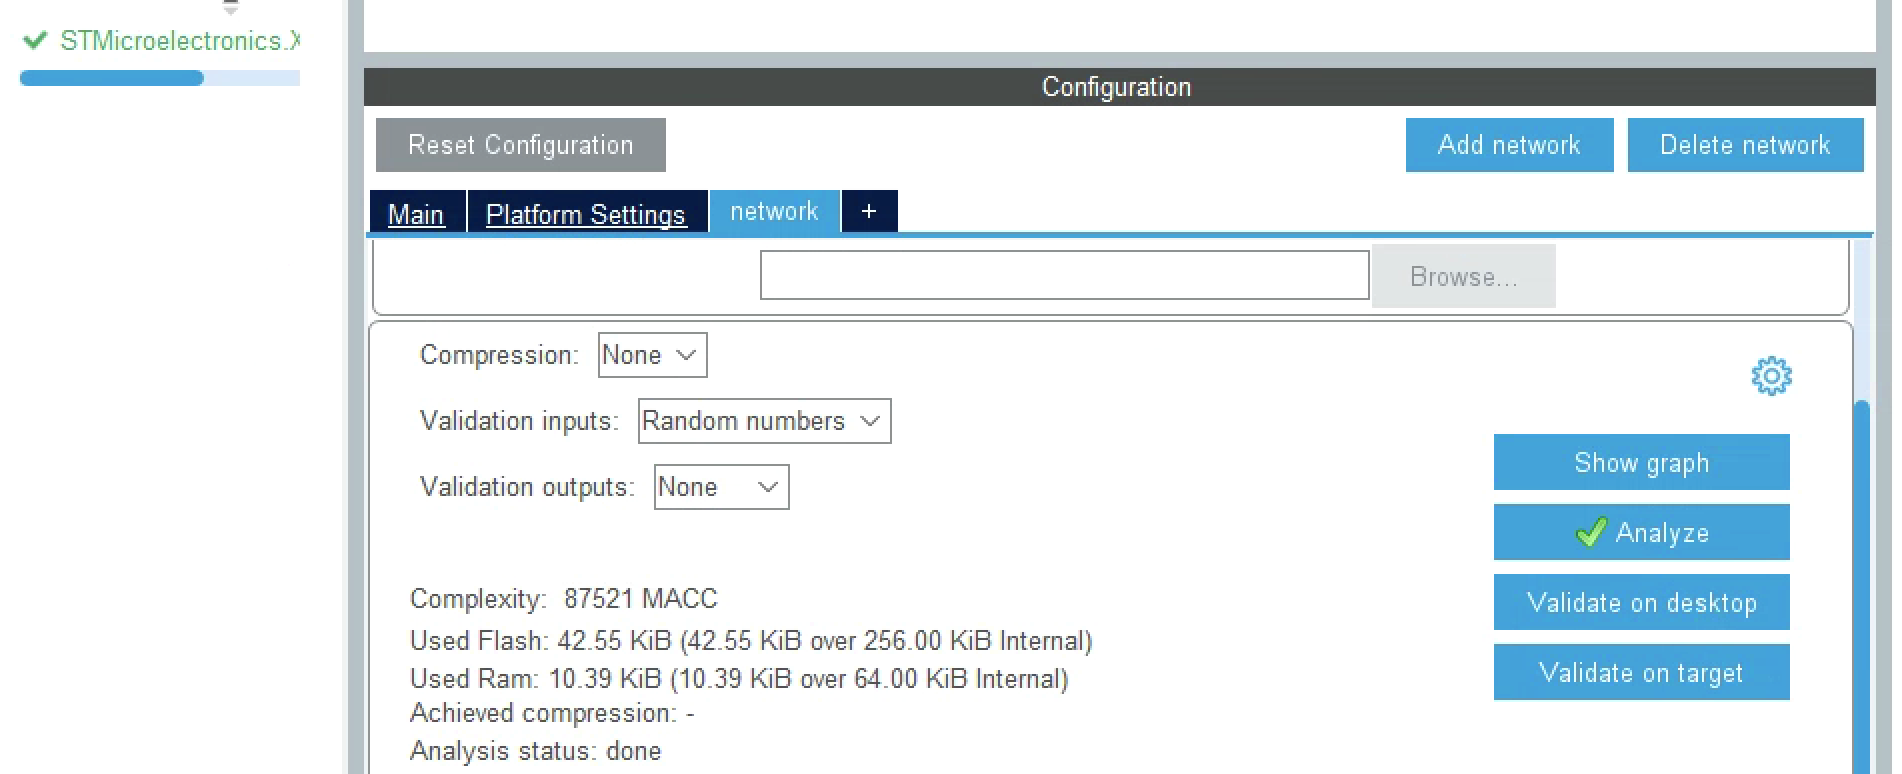 STMicroelectronics.X
Configuration
Reset Configuration
Add network
Delete network
Main
Platform Settings
network
+
Browse...
Compression: None
Validation inputs: Random numbers
Validation outputs: None
Show graph
Analyze
Validate on desktop
Validate on target
Complexity: 87521 MACC
Used Flash: 42.55 KiB (42.55 KiB over 256.00 KiB Internal)
Used Ram: 10.39 KiB (10.39 KiB over 64.00 KiB Internal)
Achieved compression: -
Analysis status: done